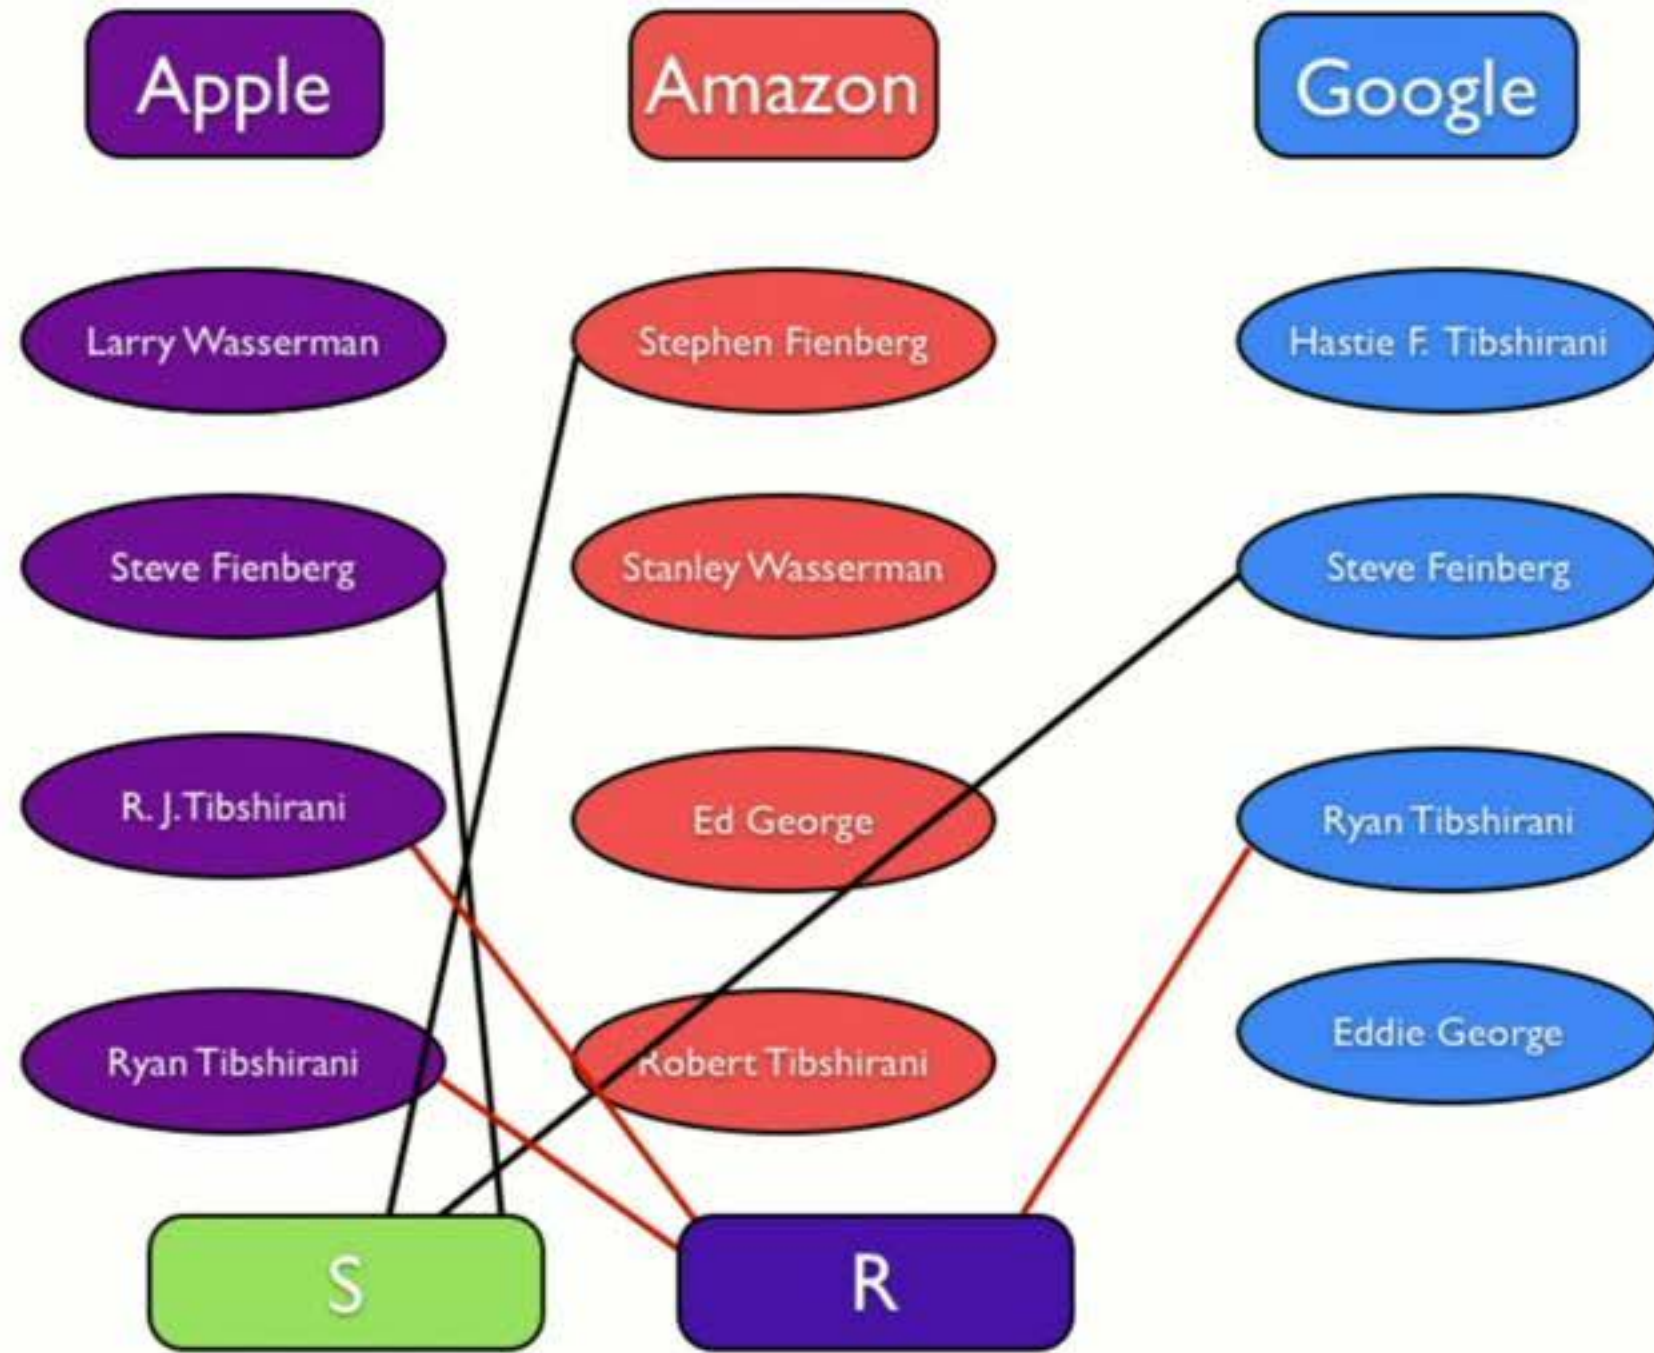 Apple
Amazon
Google
Larry Wasserman
Stephen Fienberg
Hastie F. Tibshirani
Steve Fienberg
Stanley Wasserman
Steve Feinberg
R. J. Tibshirani
Ed George
Ryan Tibshirani
Ryan Tibshirani
Robert Tibshirani
Eddie George
S
R